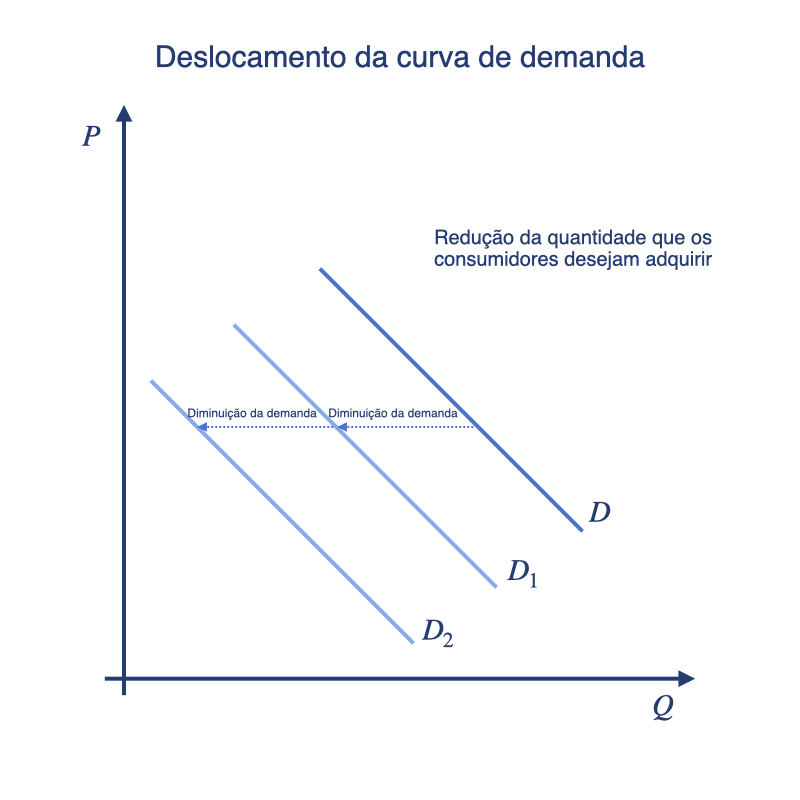 Deslocamento da curva de demanda
P
Redução da quantidade que os
consumidores desejam adquirir
Diminuição da demanda Diminuição da demanda
D
D₁
D₂
Q